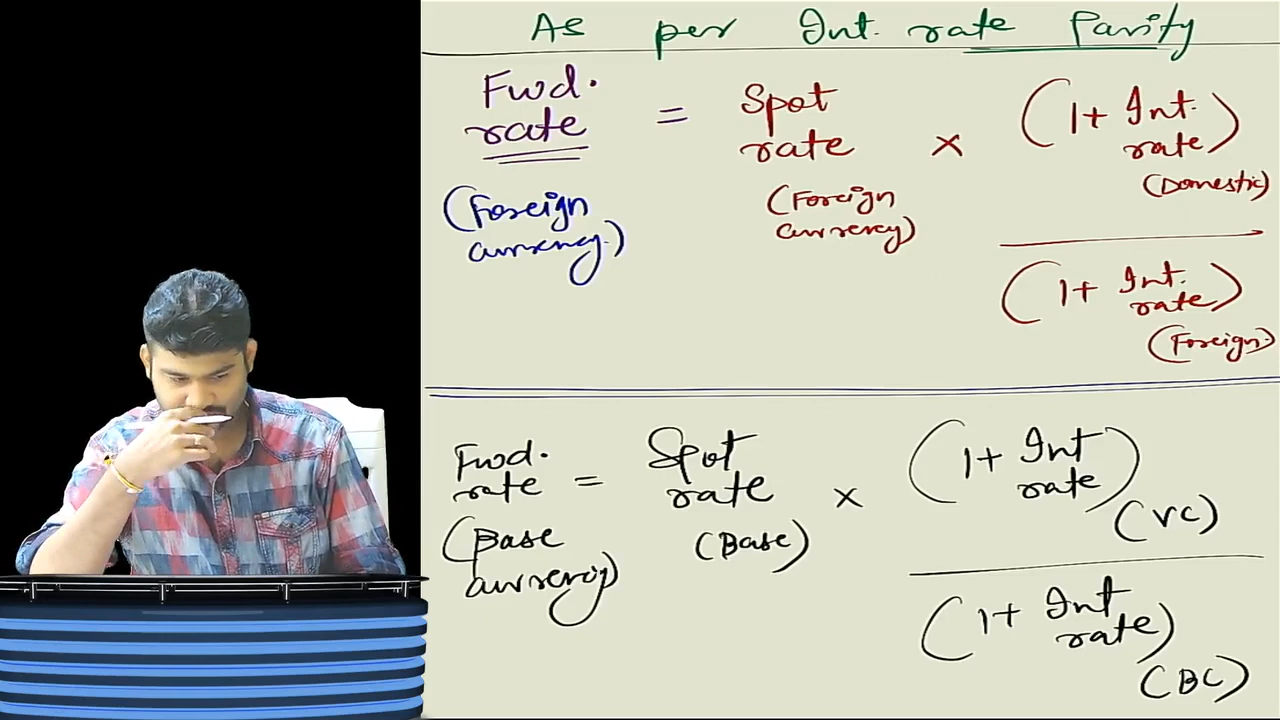 As per Int. rate Parity
Fwd. rate = Spot rate × (1 + Int. rate) (Domestic)
(Foreign currency) (Foreign currency) (1 + Int. rate) (Foreign)
Fwd. rate = Spot rate × (1 + Int rate) (VC)
(Base currency) (Base) (1 + Int rate) (BC)